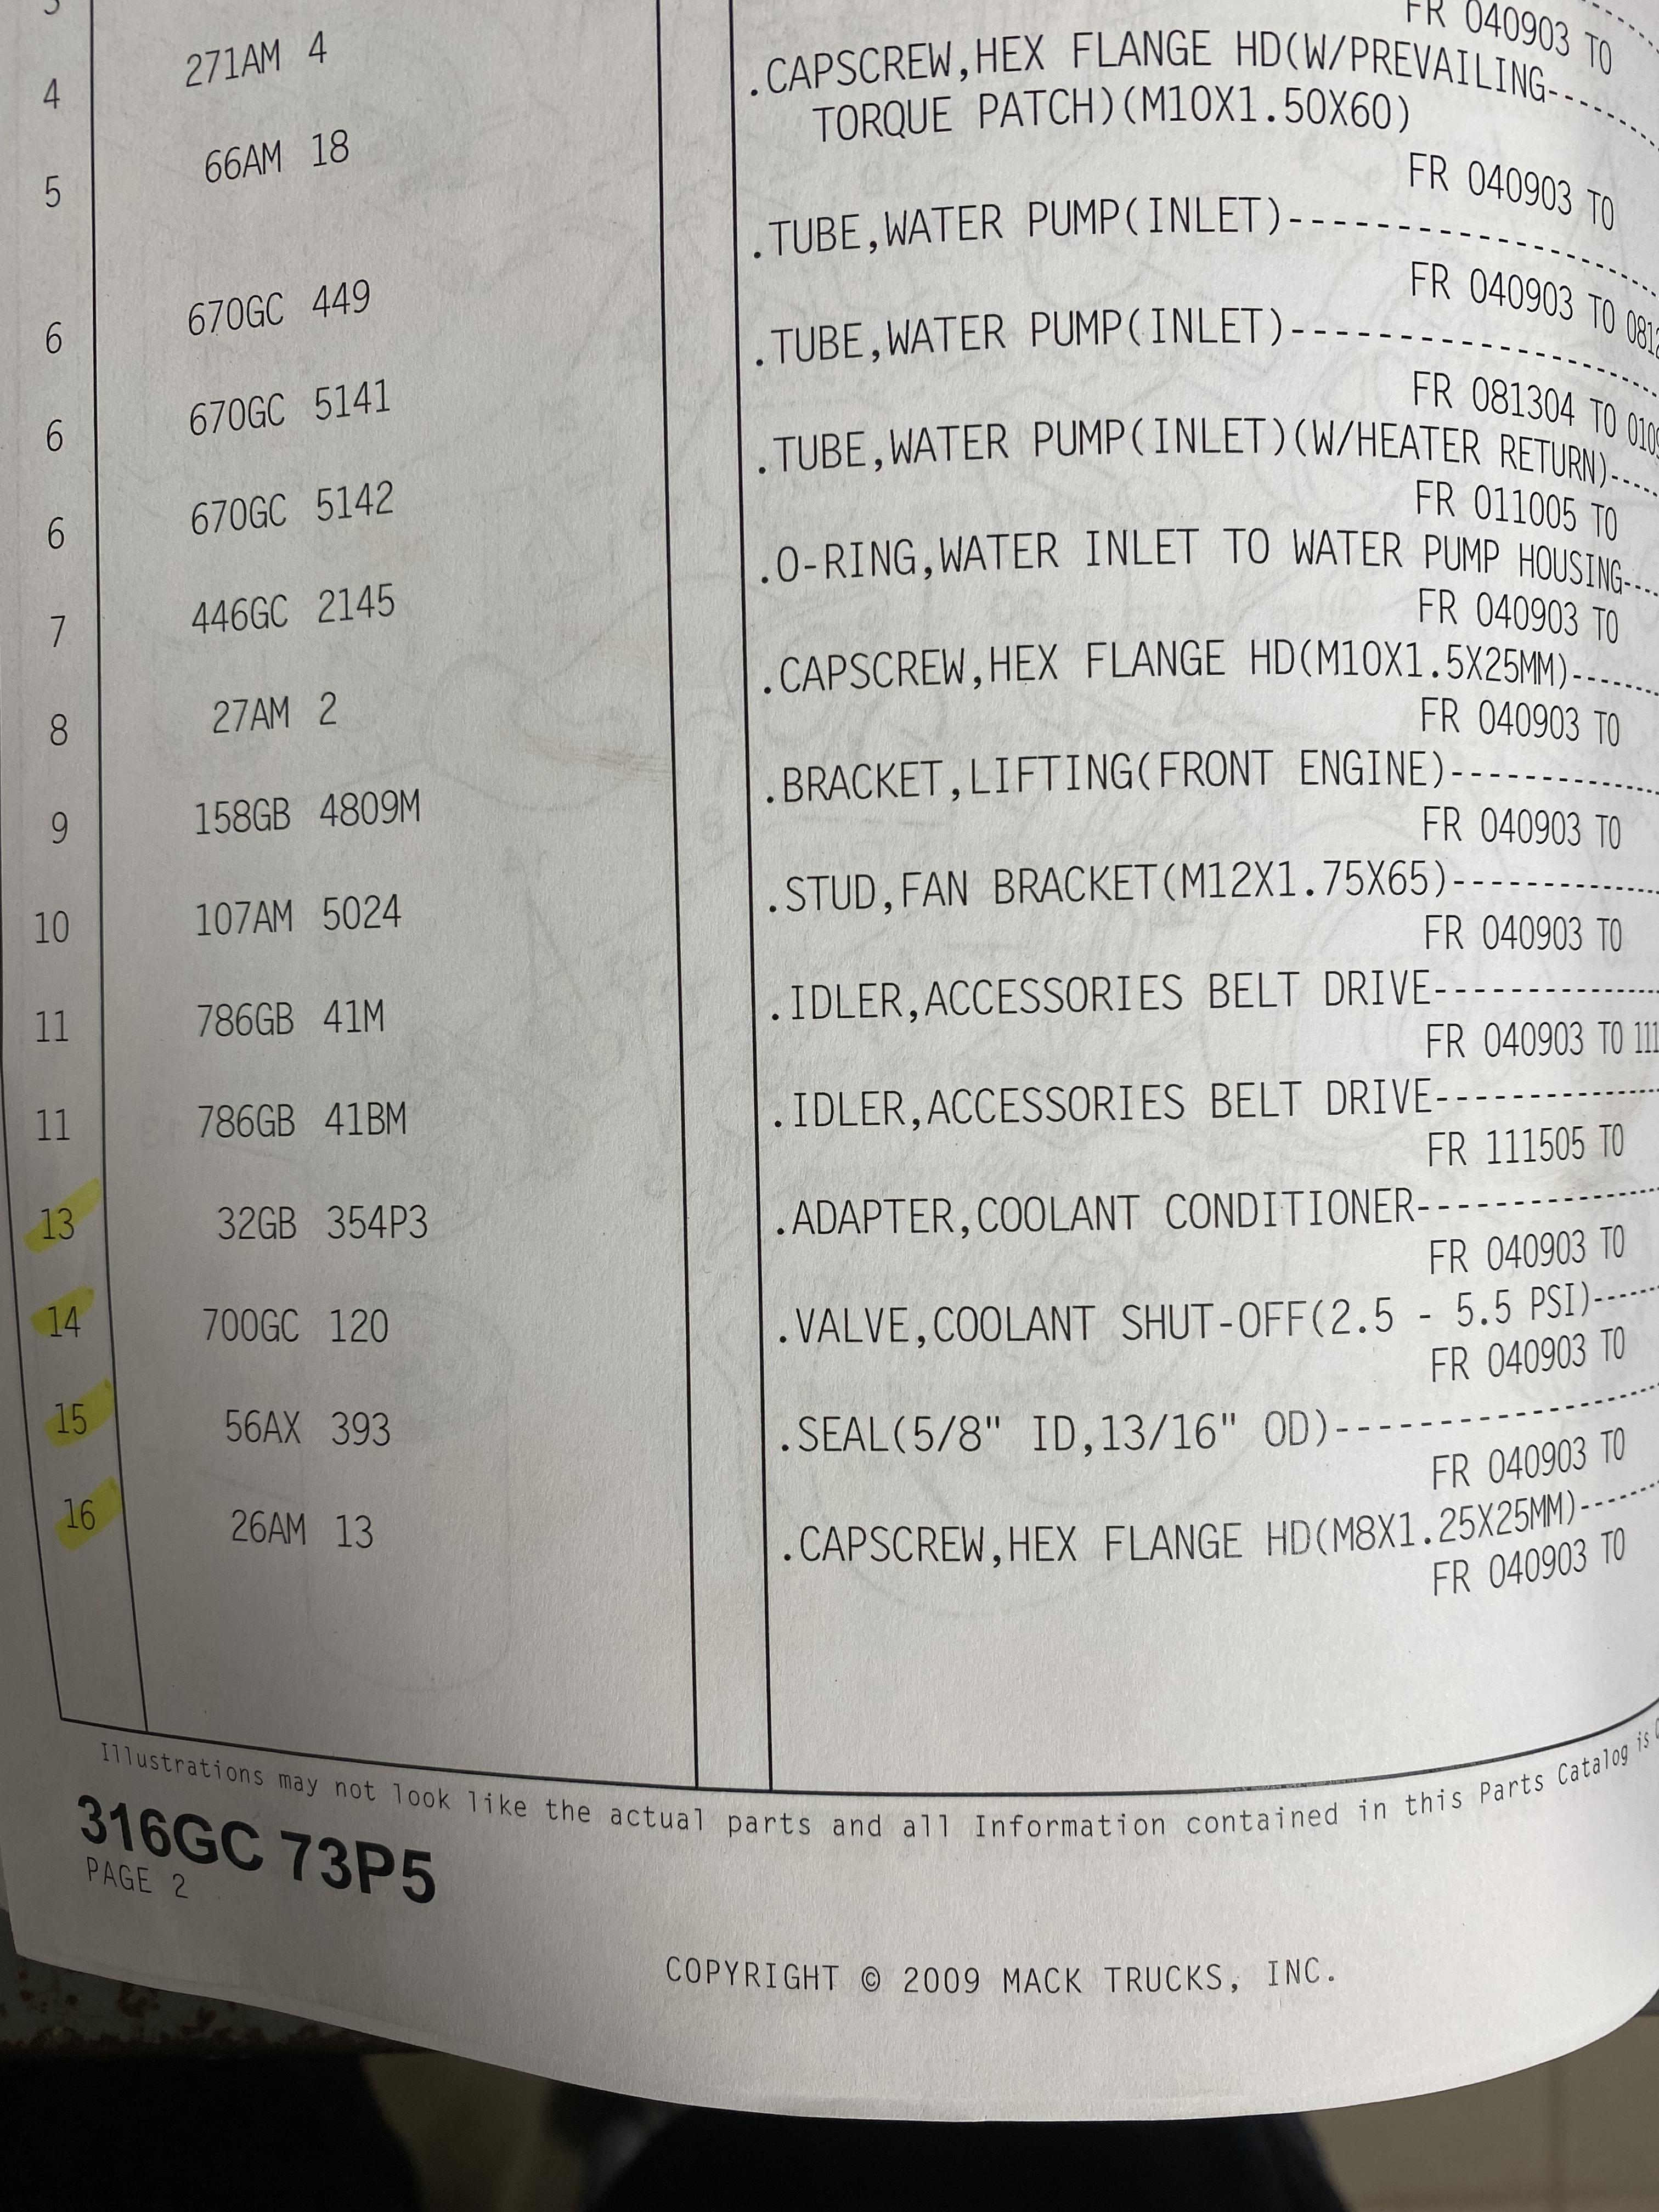 FR 040903 TO
4 271AM 4 .CAPSCREW,HEX FLANGE HD(W/PREVAILING-----
TORQUE PATCH)(M10X1.50X60)
FR 040903 TO
5 66AM 18 .TUBE,WATER PUMP(INLET)--------------------
FR 040903 TO
6 670GC 449 .TUBE,WATER PUMP(INLET)--------------------
FR 081304 TO
6 670GC 5141 .TUBE,WATER PUMP(INLET)(W/HEATER RETURN)----
FR 011005 TO
6 670GC 5142 .O-RING,WATER INLET TO WATER PUMP HOUSING---
FR 040903 TO
7 446GC 2145 .CAPSCREW,HEX FLANGE HD(M10X1.5X25MM)------
FR 040903 TO
8 27AM 2 .BRACKET,LIFTING(FRONT ENGINE)-------------
FR 040903 TO
9 158GB 4809M .STUD,FAN BRACKET(M12X1.75X65)-------------
FR 040903 TO
10 107AM 5024 .IDLER,ACCESSORIES BELT DRIVE--------------
FR 040903 TO
11 786GB 41M .IDLER,ACCESSORIES BELT DRIVE--------------
FR 111505 TO
11 786GB 41BM .ADAPTER,COOLANT CONDITIONER---------------
FR 040903 TO
13 32GB 354P3 .VALVE,COOLANT SHUT-OFF(2.5 - 5.5 PSI)-----
FR 040903 TO
14 700GC 120 .SEAL(5/8" ID,13/16" OD)-------------------
FR 040903 TO
15 56AX 393 .CAPSCREW,HEX FLANGE HD(M8X1.25X25MM)------
FR 040903 TO
16 26AM 13
Illustrations may not look like the actual parts and all Information contained in this Parts Catalog is
316GC 73P5
PAGE 2
COPYRIGHT © 2009 MACK TRUCKS, INC.